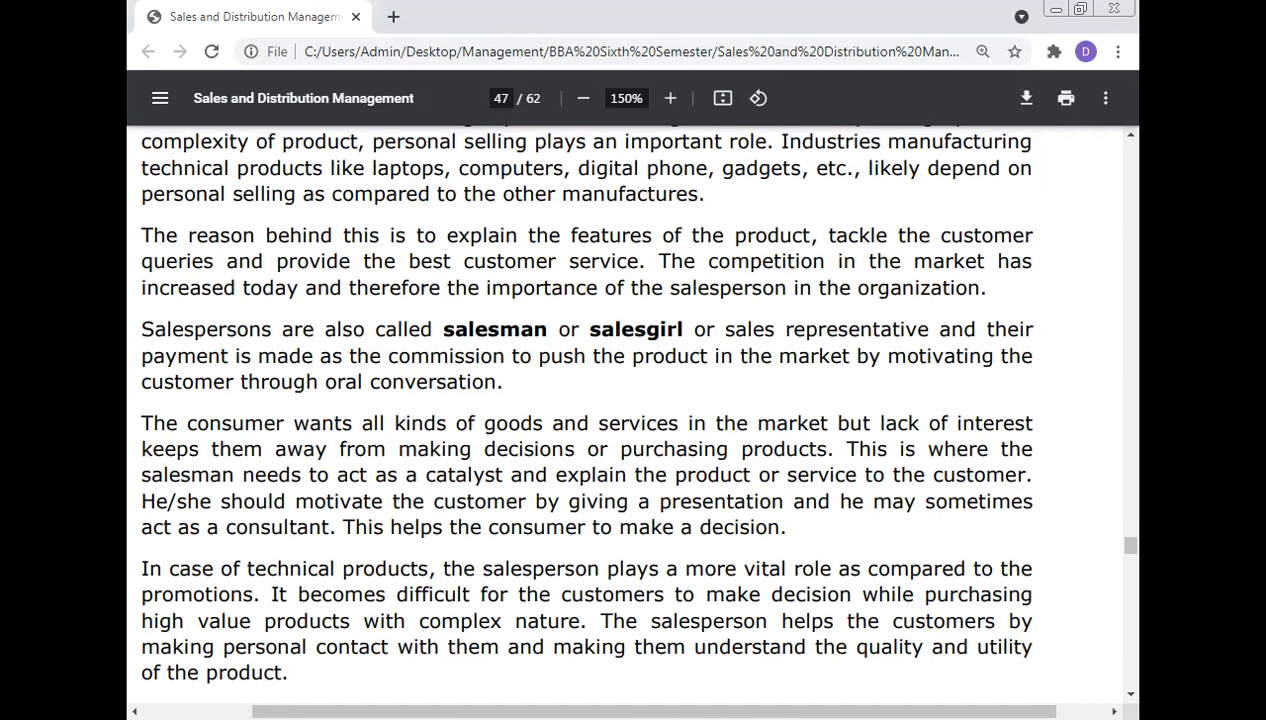 Sales and Distribution Managem
File C:/Users/Admin/Desktop/Management/BBA%20Sixth%20Semester/Sales%20and%20Distribution%20Man...
D
Sales and Distribution Management 47 / 62 150%
complexity of product, personal selling plays an important role. Industries manufacturing
technical products like laptops, computers, digital phone, gadgets, etc., likely depend on
personal selling as compared to the other manufactures.
The reason behind this is to explain the features of the product, tackle the customer
queries and provide the best customer service. The competition in the market has
increased today and therefore the importance of the salesperson in the organization.
Salespersons are also called salesman or salesgirl or sales representative and their
payment is made as the commission to push the product in the market by motivating the
customer through oral conversation.
The consumer wants all kinds of goods and services in the market but lack of interest
keeps them away from making decisions or purchasing products. This is where the
salesman needs to act as a catalyst and explain the product or service to the customer.
He/she should motivate the customer by giving a presentation and he may sometimes
act as a consultant. This helps the consumer to make a decision.
In case of technical products, the salesperson plays a more vital role as compared to the
promotions. It becomes difficult for the customers to make decision while purchasing
high value products with complex nature. The salesperson helps the customers by
making personal contact with them and making them understand the quality and utility
of the product.